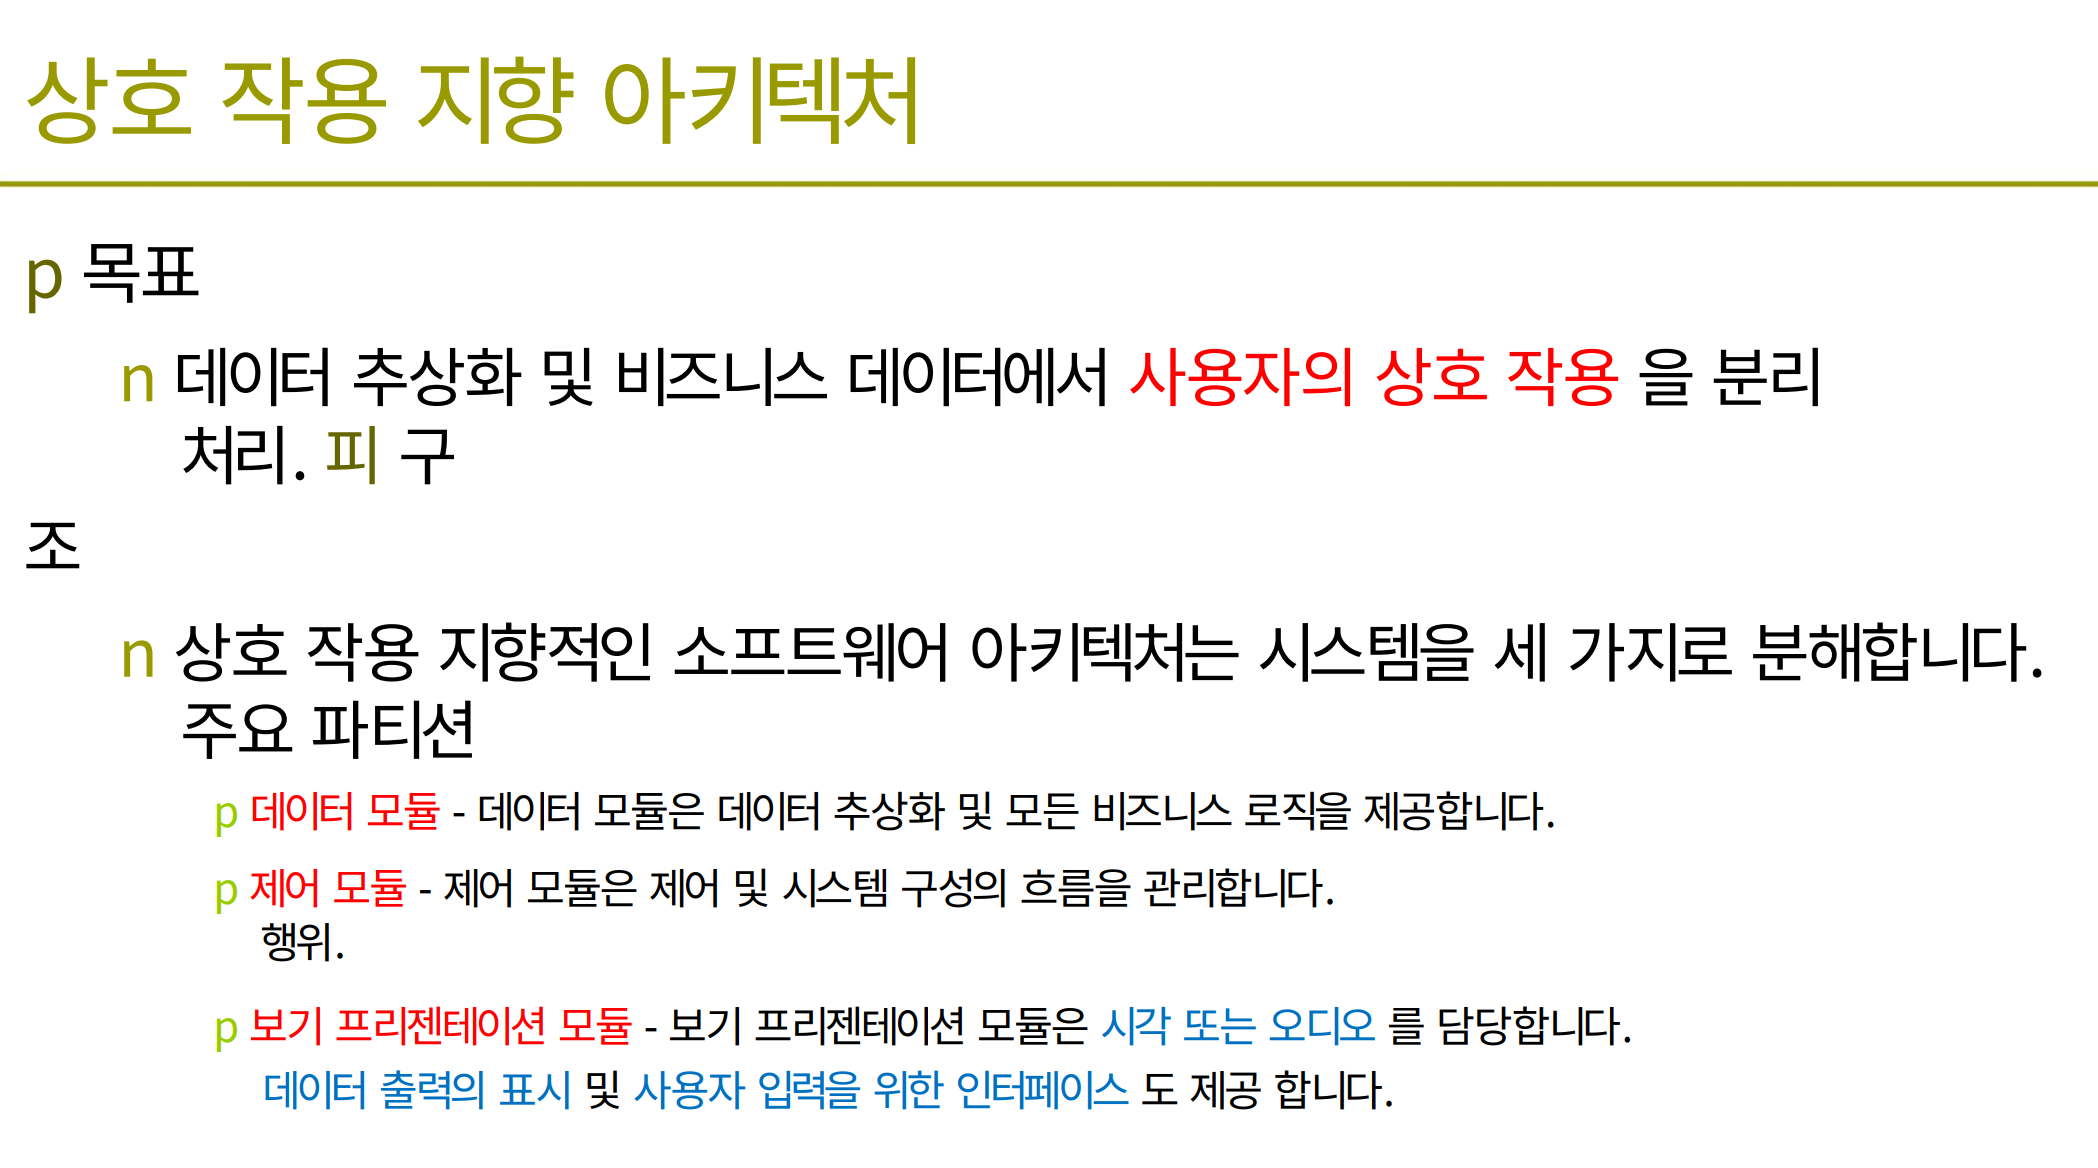 상호 작용 지향 아키텍처
p 목표
n 데이터 추상화 및 비즈니스 데이터에서 사용자의 상호 작용 을 분리
처리. 피 구
조
n 상호 작용 지향적인 소프트웨어 아키텍처는 시스템을 세 가지로 분해합니다.
주요 파티션
p 데이터 모듈 - 데이터 모듈은 데이터 추상화 및 모든 비즈니스 로직을 제공합니다.
p 제어 모듈 - 제어 모듈은 제어 및 시스템 구성의 흐름을 관리합니다.
행위.
p 보기 프리젠테이션 모듈 - 보기 프리젠테이션 모듈은 시각 또는 오디오 를 담당합니다.
데이터 출력의 표시 및 사용자 입력을 위한 인터페이스 도 제공 합니다.